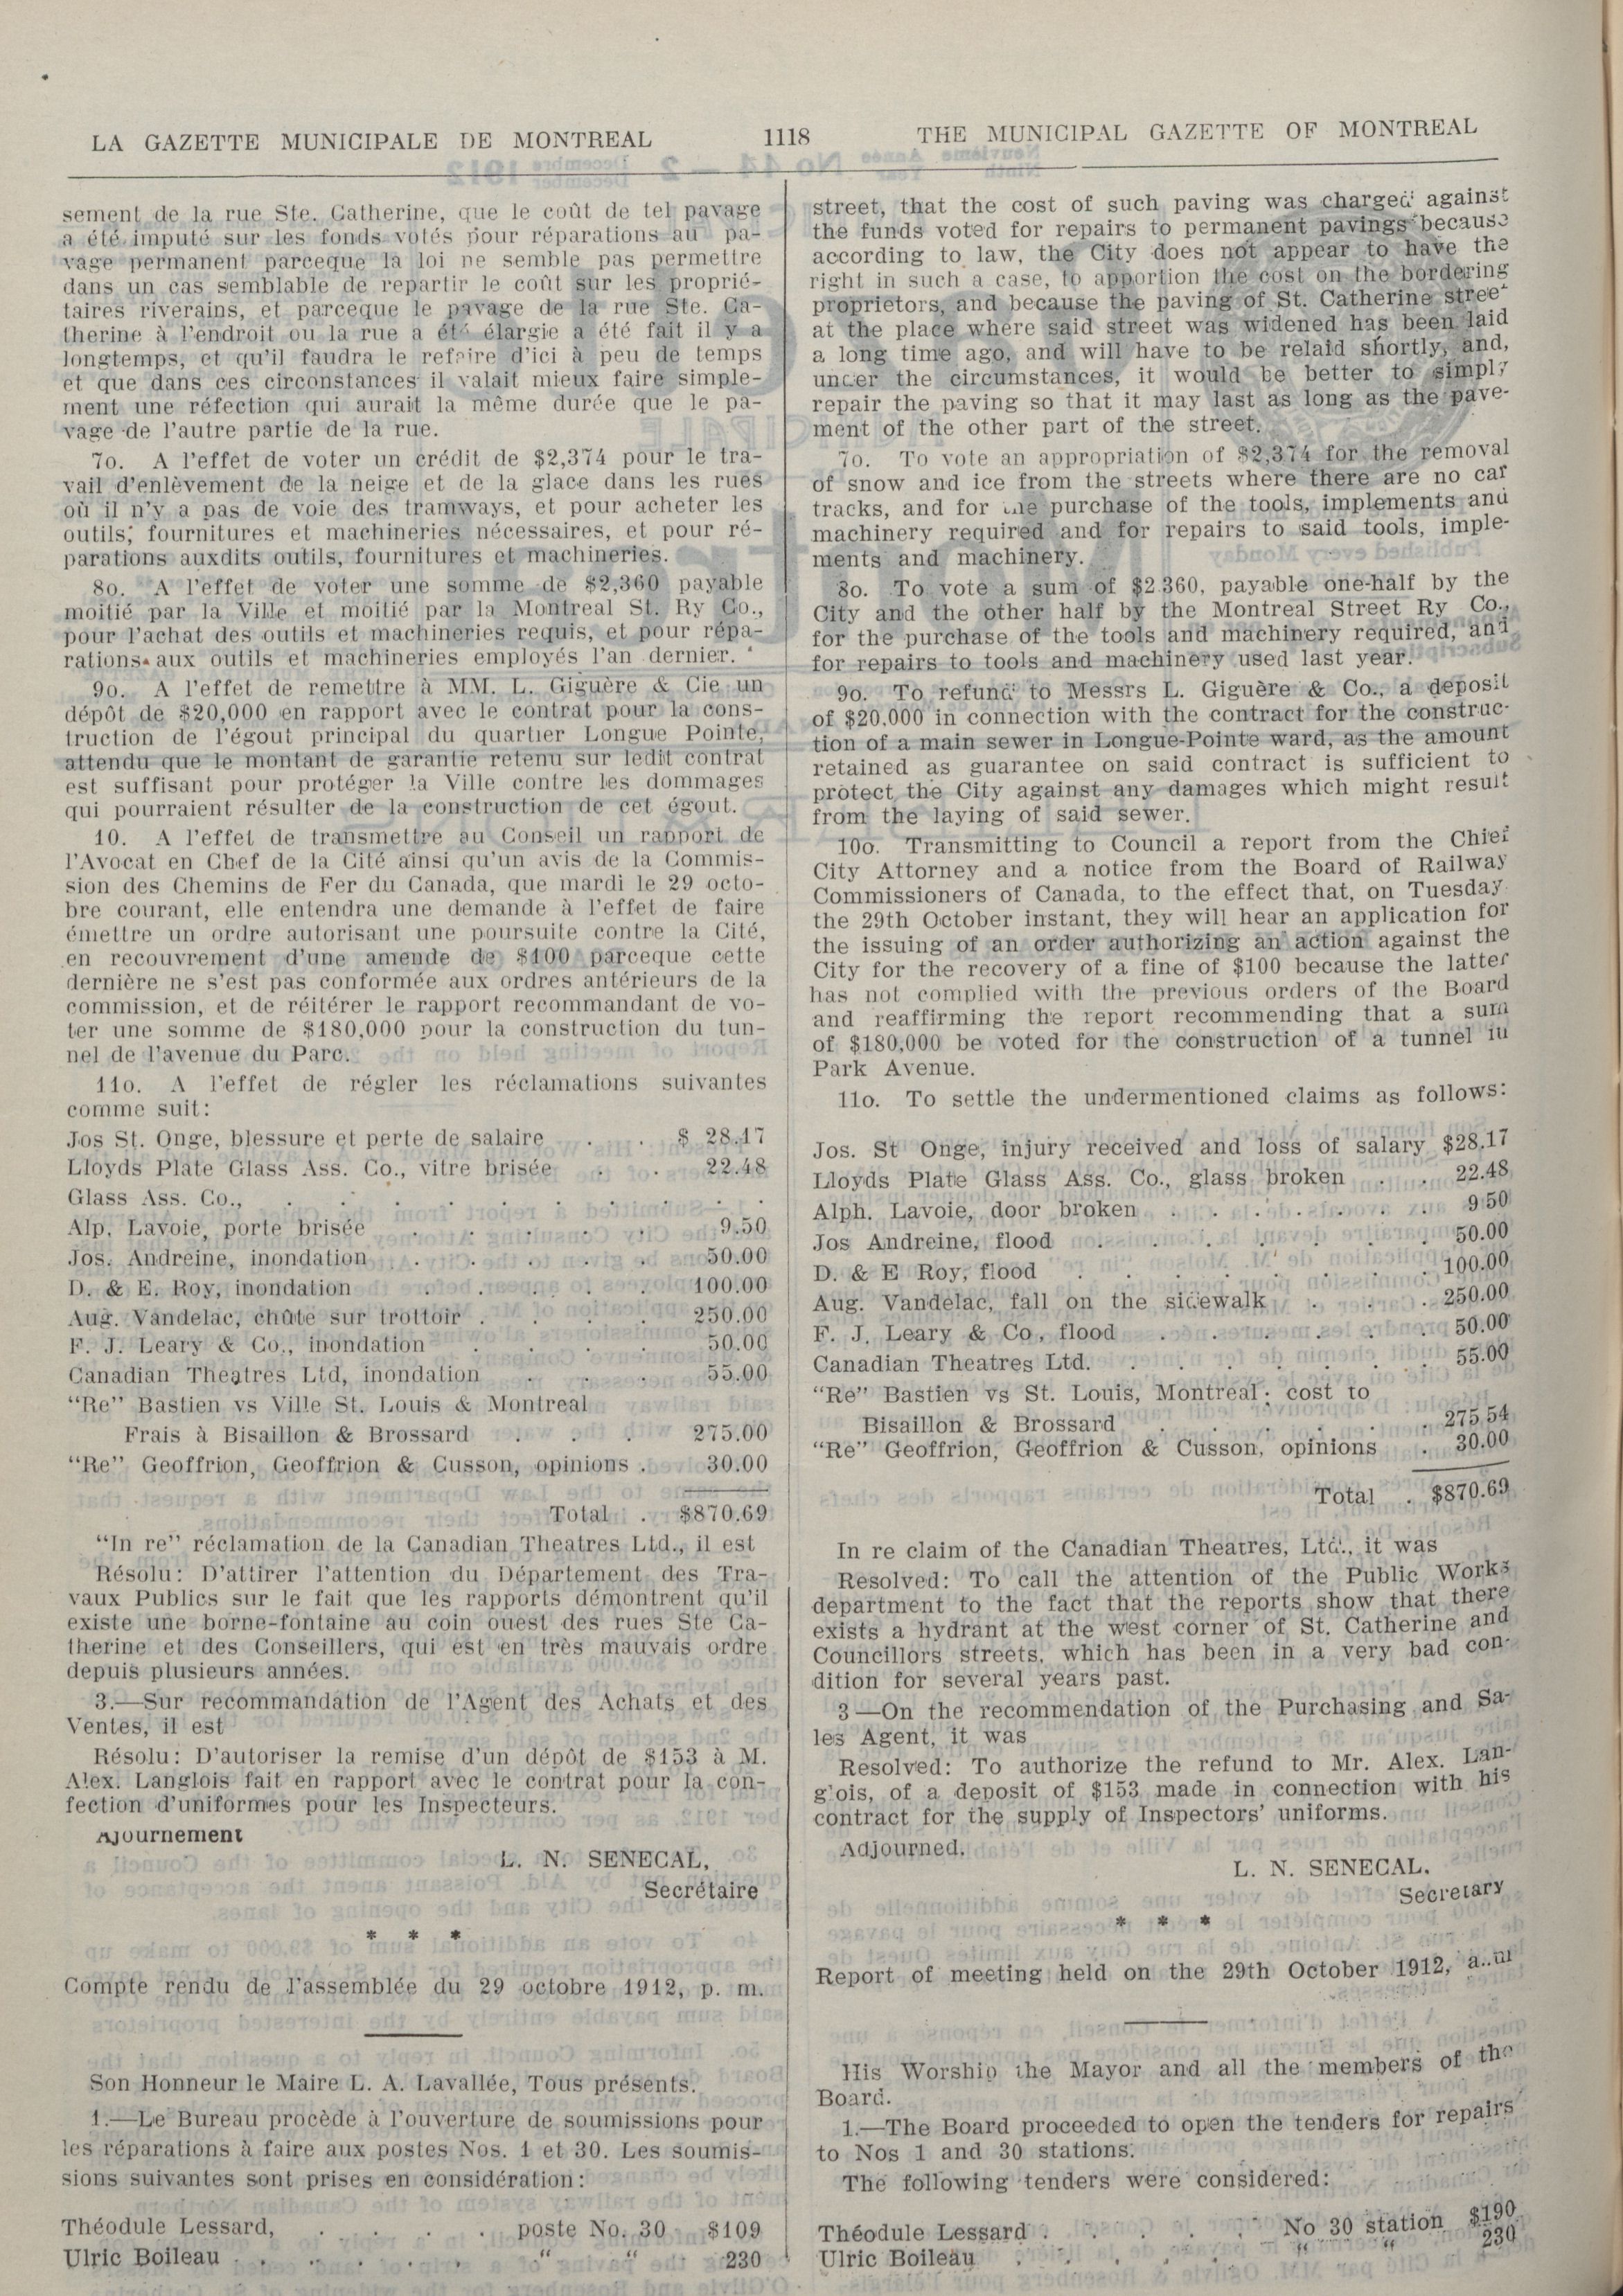 LA GAZETTE MUNICIPALE DE MONTREAL 1118 THE MUNICIPAL GAZETTE OF MONTREAL
sement de la rue Ste. Catherine, que le coût de tel pavage
a été imputé sur les fonds votés pour réparations au pa-
vage permanent parceque la loi ne semble pas permettre
dans un cas semblable de repartir le coût sur les proprié-
taires riverains, et parceque le pavage de la rue Ste. Ca-
therine à l'endroit ou la rue a été élargie a été fait il y a
longtemps, et qu'il faudra le refaire d'ici à peu de temps
et que dans ces circonstances il valait mieux faire simple-
ment une réfection qui aurait la même durée que le pa-
vage de l'autre partie de la rue.
7o. A l'effet de voter un crédit de $2,374 pour le tra-
vail d'enlèvement de la neige et de la glace dans les rues
où il n'y a pas de voie des tramways, et pour acheter les
outils; fournitures et machineries nécessaires, et pour ré-
parations auxdits outils, fournitures et machineries.
8o. A l'effet de voter une somme de $2,360 payable
moitié par la Ville et moitié par la Montreal St. Ry Co.,
pour l'achat des outils et machineries requis, et pour répa-
rations aux outils et machineries employés l'an dernier.
9o. A l'effet de remettre à MM. L. Giguère & Cie un
dépôt de $20,000 en rapport avec le contrat pour la cons-
truction de l'égout principal du quartier Longue Pointe,
attendu que le montant de garantie retenu sur ledit contrat
est suffisant pour protéger la Ville contre les dommages
qui pourraient résulter de la construction de cet égout.
10. A l'effet de transmettre au Conseil un rapport de
l'Avocat en Chef de la Cité ainsi qu'un avis de la Commis-
sion des Chemins de Fer du Canada, que mardi le 29 octo-
bre courant, elle entendra une demande à l'effet de faire
émettre un ordre autorisant une poursuite contre la Cité,
en recouvrement d'une amende de $100 parceque cette
dernière ne s'est pas conformée aux ordres antérieurs de la
commission, et de réitérer le rapport recommandant de vo-
ter une somme de $180,000 pour la construction du tun-
nel de l'avenue du Parc.
11o. A l'effet de régler les réclamations suivantes
comme suit:
Jos St. Onge, blessure et perte de salaire . . $ 28.17
Lloyds Plate Glass Ass. Co., vitre brisée . . 22.48
Glass Ass. Co., . . . . . . . . .
Alp. Lavoie, porte brisée . . . . . 9.50
Jos. Andreine, inondation . . . . . 50.00
D. & E. Roy, inondation . . . . . 100.00
Aug. Vandelac, chûte sur trottoir . . . . 250.00
F. J. Leary & Co., inondation . . . . 50.00
Canadian Theatres Ltd, inondation . . . 55.00
"Re" Bastien vs Ville St. Louis & Montreal
Frais à Bisaillon & Brossard . . . 275.00
"Re" Geoffrion, Geoffrion & Cusson, opinions . 30.00
Total . $870.69
"In re" réclamation de la Canadian Theatres Ltd., il est
Résolu: D'attirer l'attention du Département des Tra-
vaux Publics sur le fait que les rapports démontrent qu'il
existe une borne-fontaine au coin ouest des rues Ste Ca-
therine et des Conseillers, qui est en très mauvais ordre
depuis plusieurs années.
3.—Sur recommandation de l'Agent des Achats et des
Ventes, il est
Résolu: D'autoriser la remise d'un dépôt de $153 à M.
Alex. Langlois fait en rapport avec le contrat pour la con-
fection d'uniformes pour les Inspecteurs.
Ajournement
L. N. SENECAL,
Secrétaire
* * *
Compte rendu de l'assemblée du 29 octobre 1912, p. m.
Son Honneur le Maire L. A. Lavallée, Tous présents.
1.—Le Bureau procède à l'ouverture de soumissions pour
les réparations à faire aux postes Nos. 1 et 30. Les soumis-
sions suivantes sont prises en considération:
Théodule Lessard, . . . . poste No. 30 $109
Ulric Boileau . . . . . " " 230
street, that the cost of such paving was charged against
the funds voted for repairs to permanent pavings because
according to law, the City does not appear to have the
right in such a case, to apportion the cost on the bordering
proprietors, and because the paving of St. Catherine street
at the place where said street was widened has been laid
a long time ago, and will have to be relaid shortly, and,
under the circumstances, it would be better to simply
repair the paving so that it may last as long as the pave-
ment of the other part of the street.
7o. To vote an appropriation of $2,374 for the removal
of snow and ice from the streets where there are no car
tracks, and for the purchase of the tools, implements and
machinery required and for repairs to said tools, imple-
ments and machinery.
8o. To vote a sum of $2.360, payable one-half by the
City and the other half by the Montreal Street Ry Co.,
for the purchase of the tools and machinery required, and
for repairs to tools and machinery used last year.
9o. To refund to Messrs L. Giguère & Co., a deposit
of $20.000 in connection with the contract for the construc-
tion of a main sewer in Longue-Pointe ward, as the amount
retained as guarantee on said contract is sufficient to
protect the City against any damages which might result
from the laying of said sewer.
10o. Transmitting to Council a report from the Chief
City Attorney and a notice from the Board of Railway
Commissioners of Canada, to the effect that, on Tuesday
the 29th October instant, they will hear an application for
the issuing of an order authorizing an action against the
City for the recovery of a fine of $100 because the latter
has not complied with the previous orders of the Board
and reaffirming the report recommending that a sum
of $180,000 be voted for the construction of a tunnel in
Park Avenue.
11o. To settle the undermentioned claims as follows:
Jos. St Onge, injury received and loss of salary $28.17
Lloyds Plate Glass Ass. Co., glass broken . . 22.48
Alph. Lavoie, door broken . . . . . . 9 50
Jos Andreine, flood . . . . . . . 50.00
D. & E Roy, flood . . . . . . . 100.00
Aug. Vandelac, fall on the sidewalk . . . 250.00
F. J. Leary & Co, flood . . . . . . 50.00
Canadian Theatres Ltd. . . . . . . . 55.00
"Re" Bastien vs St. Louis, Montreal; cost to
Bisaillon & Brossard . . . . . . 275 54
"Re" Geoffrion, Geoffrion & Cusson, opinions . 30.00
Total . $870.69
In re claim of the Canadian Theatres, Ltd., it was
Resolved: To call the attention of the Public Works
department to the fact that the reports show that there
exists a hydrant at the west corner of St. Catherine and
Councillors streets, which has been in a very bad con-
dition for several years past.
3—On the recommendation of the Purchasing and Sa-
les Agent, it was
Resolved: To authorize the refund to Mr. Alex. Lan-
glois, of a deposit of $153 made in connection with his
contract for the supply of Inspectors' uniforms.
Adjourned.
L. N. SENECAL.
Secretary
* * *
Report of meeting held on the 29th October 1912, a..m
His Worship the Mayor and all the members of the
Board.
1.—The Board proceeded to open the tenders for repairs
to Nos 1 and 30 stations.
The following tenders were considered:
Théodule Lessard . . . . . No 30 station $190
Ulric Boileau . . . . . " " 230